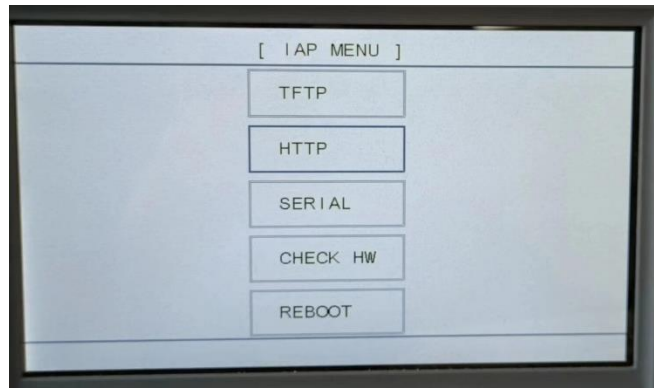 [ IAP MENU ]
TFTP
HTTP
SERIAL
CHECK HW
REBOOT